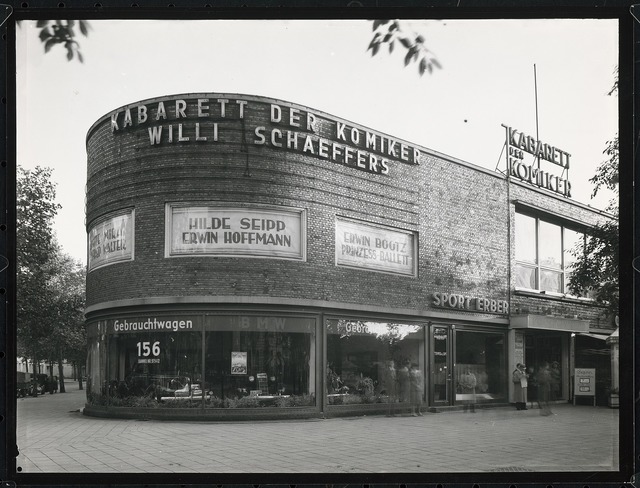 KABARETT DER KOMIKER
WILLI SCHAEFFERS
KABARETT
DER
KOMIKER
HILDE SEIPP
ERWIN HOFFMANN
ERWIN BOOTZ
PRINZESS BALLETT
SPORT ERBER
Gebrauchtwagen
BMW
156